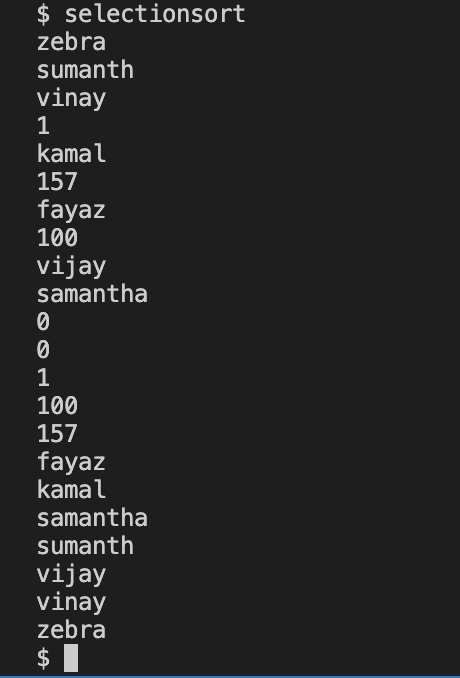 $ selectionsort
zebra
sumanth
vinay
1
kamal
157
fayaz
100
vijay
samantha
0
0
1
100
157
fayaz
kamal
samantha
sumanth
vijay
vinay
zebra
$